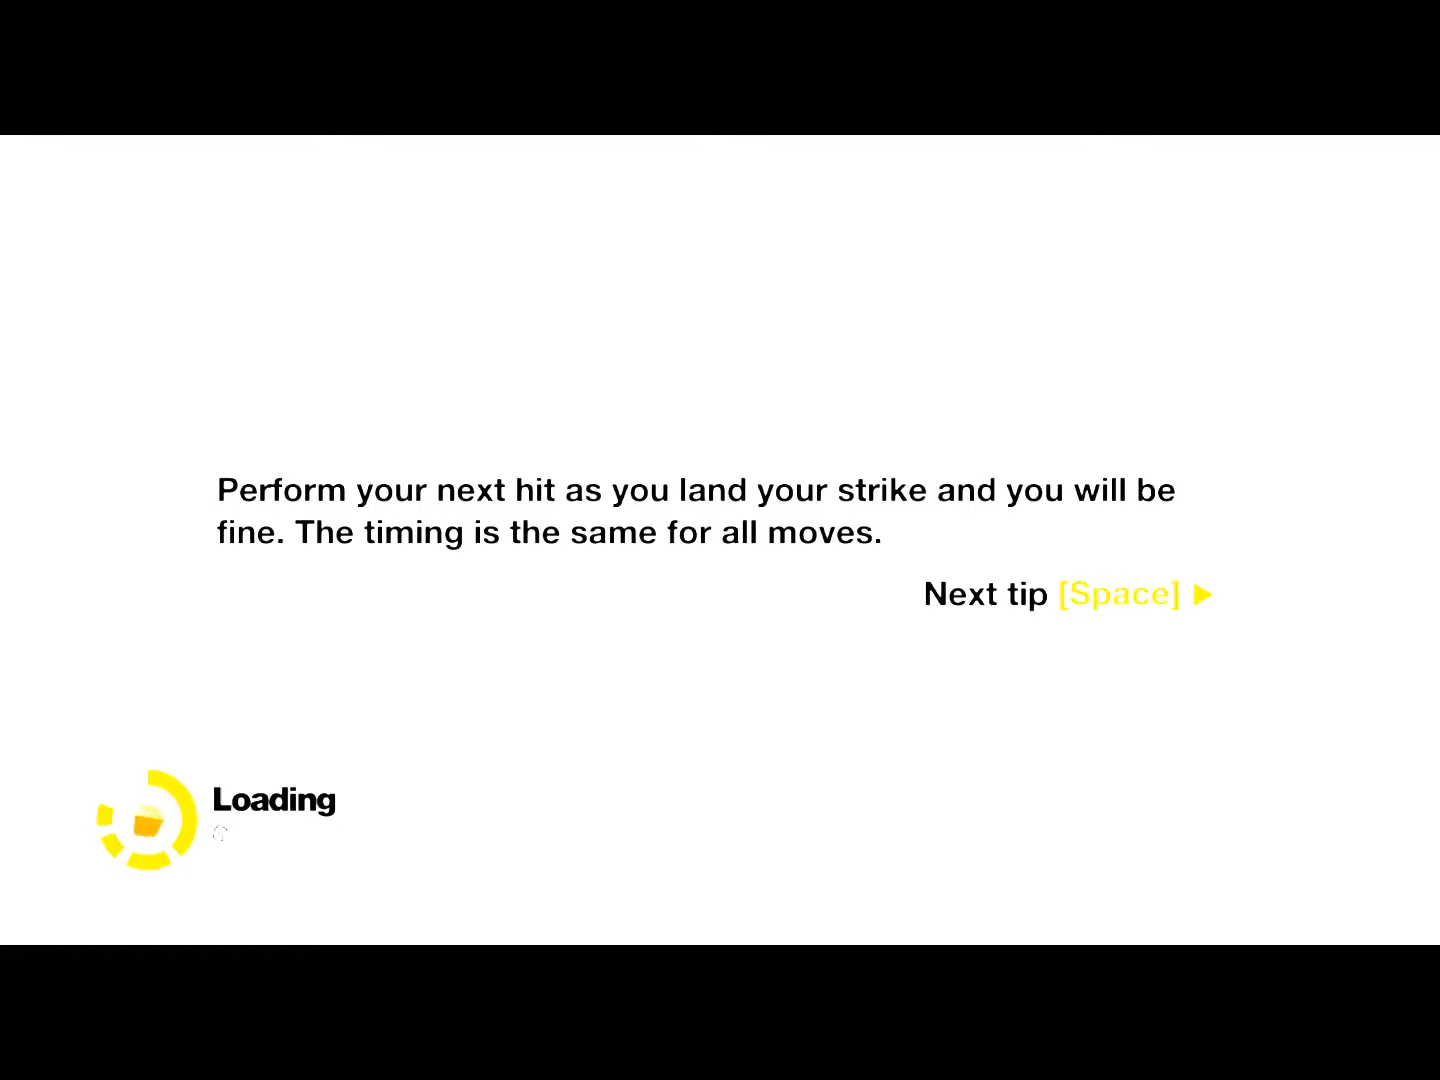 Perform your next hit as you land your strike and you will be
fine. The timing is the same for all moves.
Next tip [Space] ►
Loading